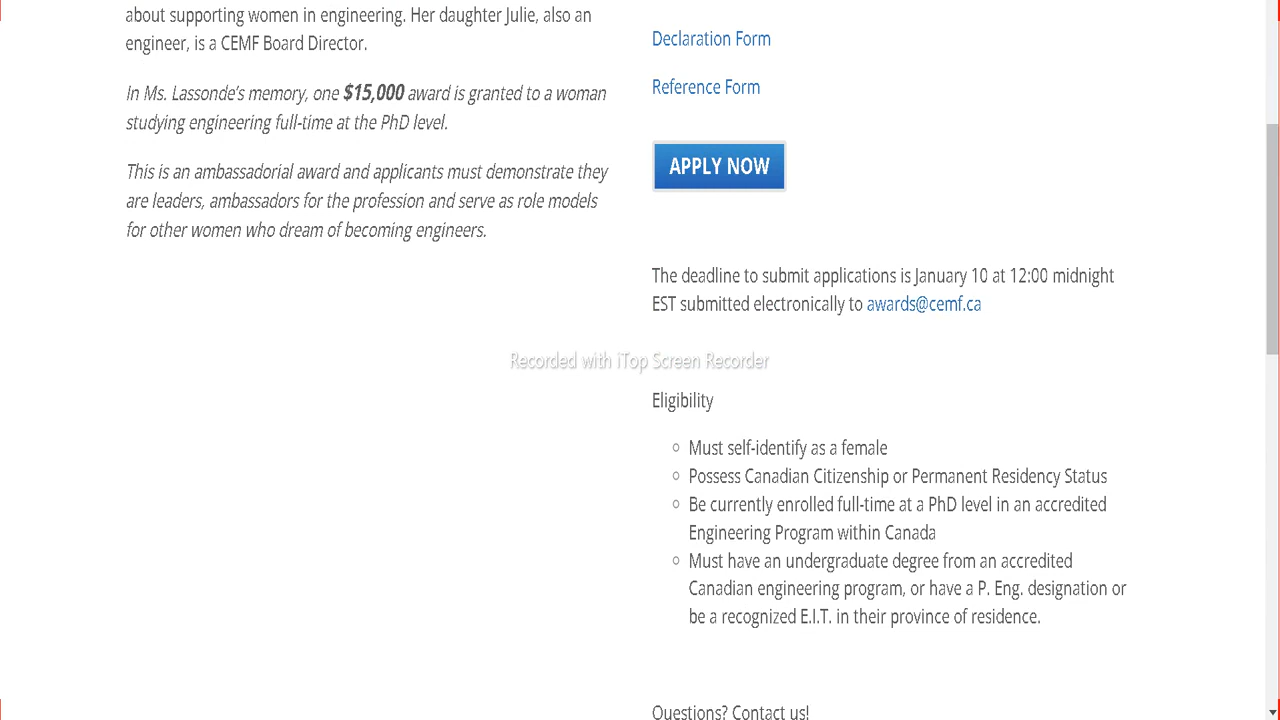 about supporting women in engineering. Her daughter Julie, also an
engineer, is a CEMF Board Director.
In Ms. Lassonde's memory, one $15,000 award is granted to a woman
studying engineering full-time at the PhD level.
This is an ambassadorial award and applicants must demonstrate they
are leaders, ambassadors for the profession and serve as role models
for other women who dream of becoming engineers.
Declaration Form
Reference Form
APPLY NOW
The deadline to submit applications is January 10 at 12:00 midnight
EST submitted electronically to awards@cemf.ca
Recorded with iTop Screen Recorder
Eligibility
Must self-identify as a female
Possess Canadian Citizenship or Permanent Residency Status
Be currently enrolled full-time at a PhD level in an accredited
Engineering Program within Canada
Must have an undergraduate degree from an accredited
Canadian engineering program, or have a P. Eng. designation or
be a recognized E.I.T. in their province of residence.
Questions? Contact us!